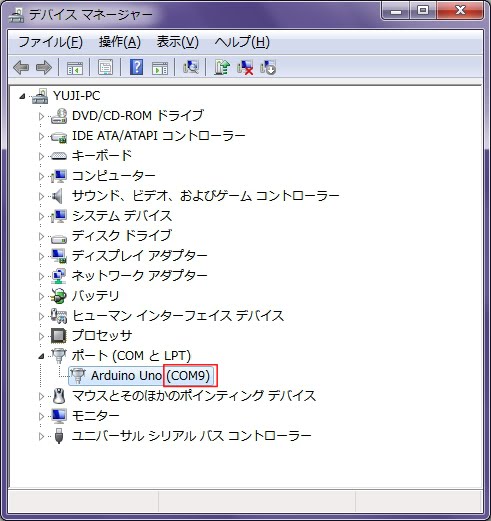 デバイス マネージャー
ファイル(F) 操作(A) 表示(V) ヘルプ(H)
YUJI-PC
DVD/CD-ROM ドライブ
IDE ATA/ATAPI コントローラー
キーボード
コンピューター
サウンド、ビデオ、およびゲーム コントローラー
システム デバイス
ディスク ドライブ
ディスプレイ アダプター
ネットワーク アダプター
バッテリ
ヒューマン インターフェイス デバイス
プロセッサ
ポート (COM と LPT)
Arduino Uno (COM9)
マウスとそのほかのポインティング デバイス
モニター
ユニバーサル シリアル バス コントローラー